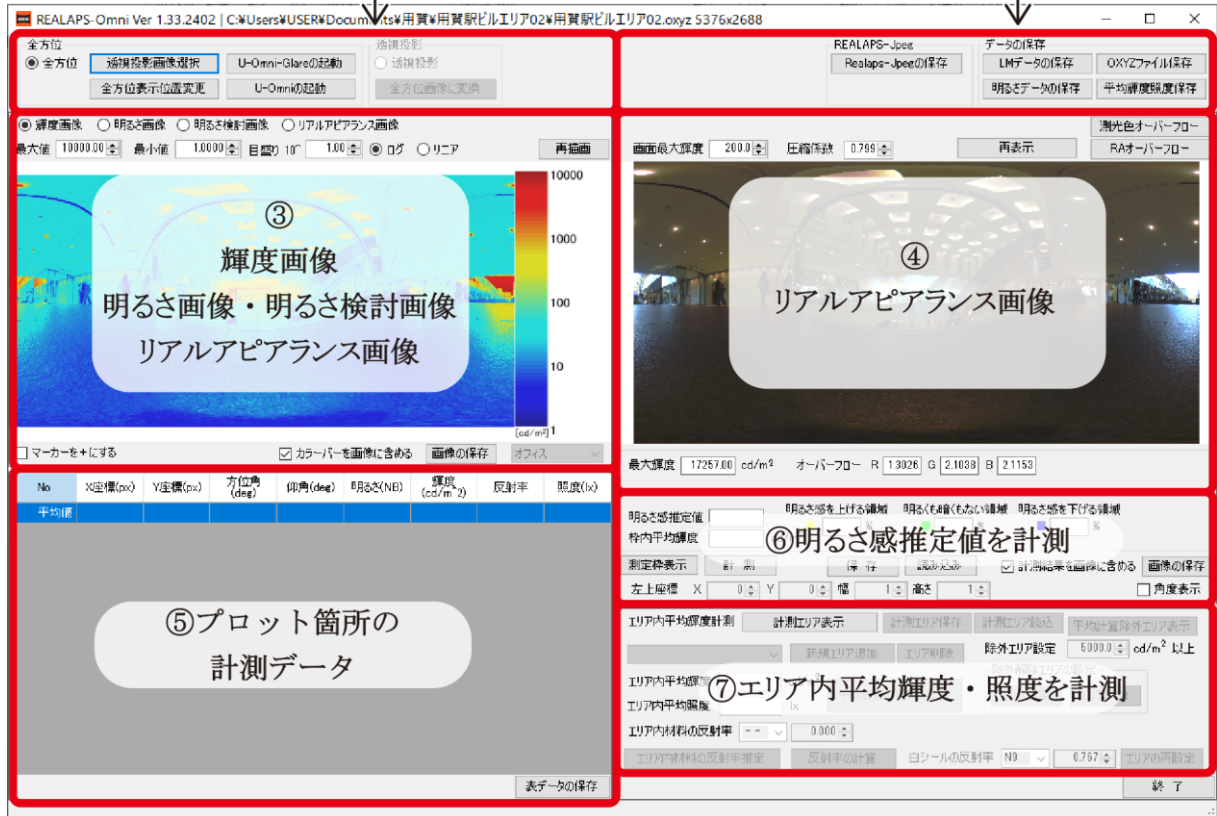 REALAPS-Omni Ver 1.33.2402 | C:¥Users¥USER¥Documents¥用賀¥用賀駅ビルエリア02¥用賀駅ビルエリア02.oxyz 5376x2688
全方位
透視投影
REALAPS-Jpeg
データの保存
全方位 透視投影画像選択 U-Omni-Glareの起動 透視投影
Realaps-Jpegの保存 LMデータの保存 OXYZファイル保存
全方位表示位置変更 U-Omniの起動 全方位画像に変換
明るさデータの保存 平均輝度照度保存
輝度画像 明るさ画像 明るさ検討画像 リアルアピアランス画像
最大値 10000.00 最小値 1.0000 目盛り 10^ 1.00 ログ リニア 再描画
測光色オーバーフロー
画面最大輝度 200.0 圧縮係数 0.799 再表示 RAオーバーフロー
10000
1000
100
10
1
[cd/m²]
③
輝度画像
明るさ画像・明るさ検討画像
リアルアピアランス画像
④
リアルアピアランス画像
マーカーを+にする カラーバーを画像に含める 画像の保存 オフィス
最大輝度 17257.00 cd/m² オーバーフロー R 1.3026 G 2.1038 B 2.1153
No X座標(px) Y座標(px) 方位角(deg) 仰角(deg) 明るさ(NB) 輝度(cd/m^2) 反射率 照度(lx)
平均値
⑤プロット箇所の
計測データ
表データの保存
明るさ感推定値 明るさ感を上げる領域 明るくも暗くもない領域 明るさ感を下げる領域
% % %
枠内平均輝度
⑥明るさ感推定値を計測
測定枠表示 計 測 保 存 読み込み 計測結果を画像に含める 画像の保存
左上座標 X 0 Y 0 幅 1 高さ 1 角度表示
エリア内平均輝度計測 計測エリア表示 計測エリア保存 計測エリア読込 平均計算除外エリア表示
新規エリア追加 エリア削除 除外エリア設定 5000.0 cd/m² 以上
エリア内平均輝度
⑦エリア内平均輝度・照度を計測
エリア内平均照度 lx
エリア内材料の反射率 -- 0.000
エリア内材料の反射率推定 反射率の計算 白シールの反射率 N9 0.767 エリアの再設定
終 了